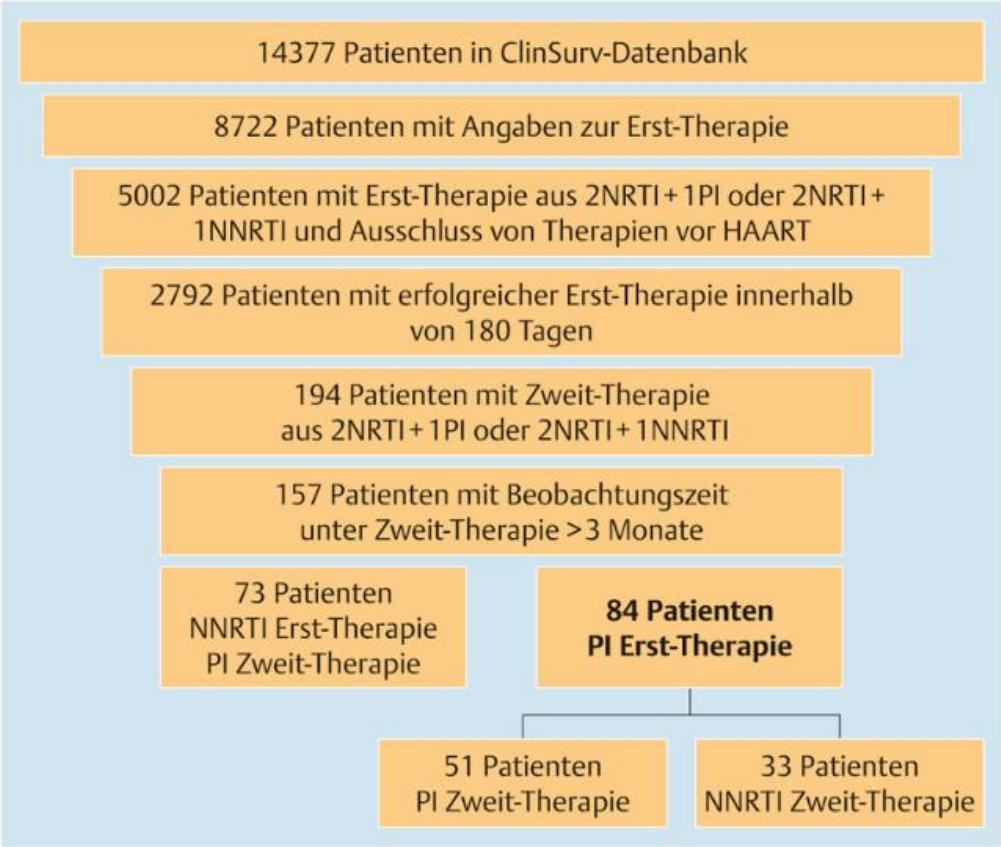 14377 Patienten in ClinSurv-Datenbank
8722 Patienten mit Angaben zur Erst-Therapie
5002 Patienten mit Erst-Therapie aus 2NRTI+1PI oder 2NRTI+
1NNRTI und Ausschluss von Therapien vor HAART
2792 Patienten mit erfolgreicher Erst-Therapie innerhalb
von 180 Tagen
194 Patienten mit Zweit-Therapie
aus 2NRTI+1PI oder 2NRTI+1NNRTI
157 Patienten mit Beobachtungszeit
unter Zweit-Therapie >3 Monate
73 Patienten
NNRTI Erst-Therapie
PI Zweit-Therapie
84 Patienten
PI Erst-Therapie
51 Patienten
PI Zweit-Therapie
33 Patienten
NNRTI Zweit-Therapie